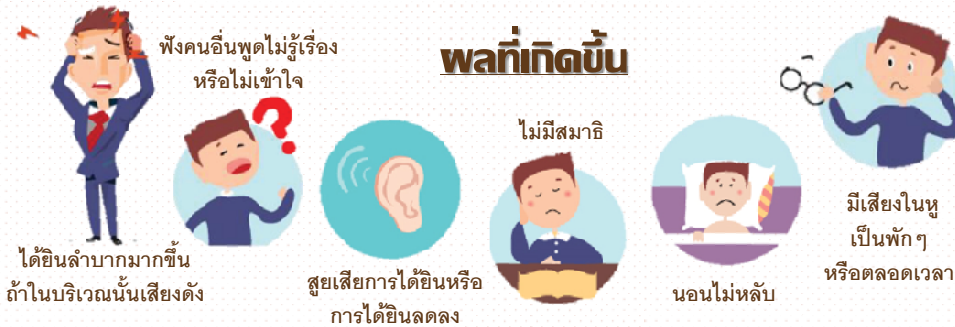 ผลที่เกิดขึ้น
ฟังคนอื่นพูดไม่รู้เรื่อง
หรือไม่เข้าใจ
ได้ยินลำบากมากขึ้น
ถ้าในบริเวณนั้นเสียงดัง
สูยเสียการได้ยินหรือ
การได้ยินลดลง
ไม่มีสมาธิ
นอนไม่หลับ
มีเสียงในหู
เป็นพักๆ
หรือตลอดเวลา